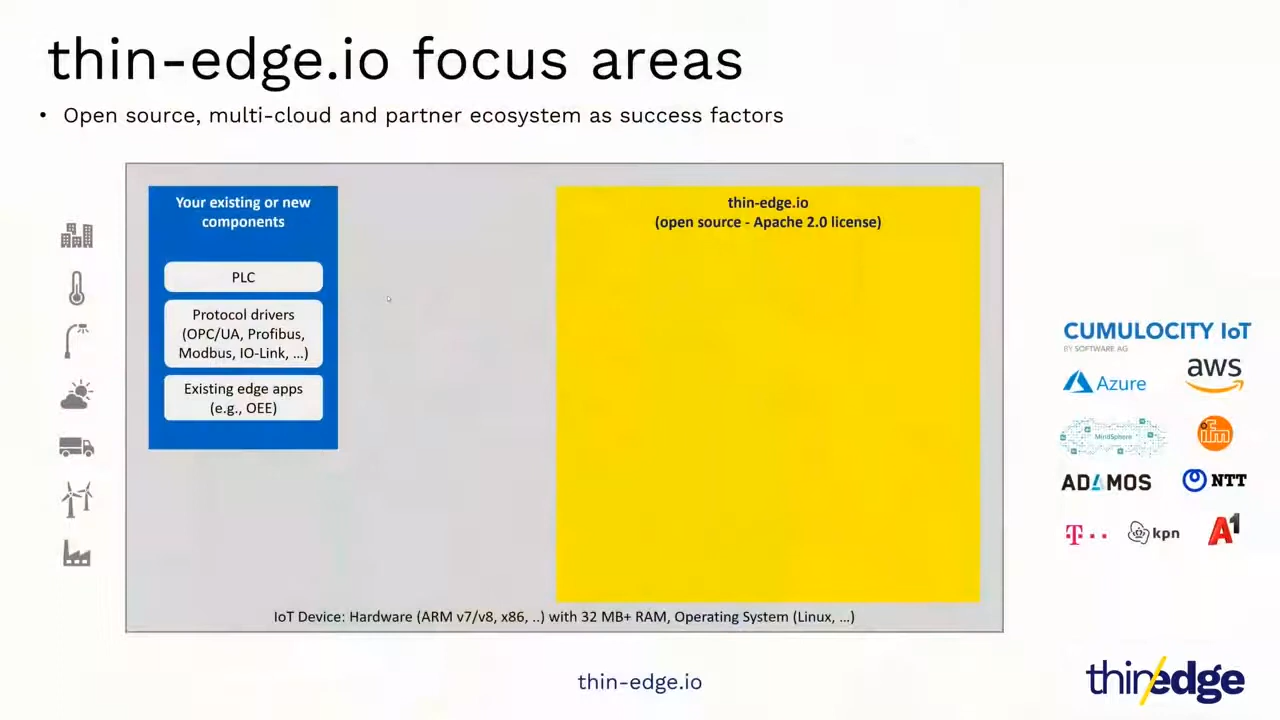 thin-edge.io focus areas
• Open source, multi-cloud and partner ecosystem as success factors
Your existing or new
components
PLC
Protocol drivers
(OPC/UA, Profibus,
Modbus, IO-Link, ...)
Existing edge apps
(e.g., OEE)
thin-edge.io
(open source - Apache 2.0 license)
IoT Device: Hardware (ARM v7/v8, x86, ..) with 32 MB+ RAM, Operating System (Linux, ...)
CUMULOCITY IoT
BY SOFTWARE AG
Azure
aws
MindSphere
ifm
ADAMOS
NTT
T
kpn
A1
thin-edge.io
thin/edge